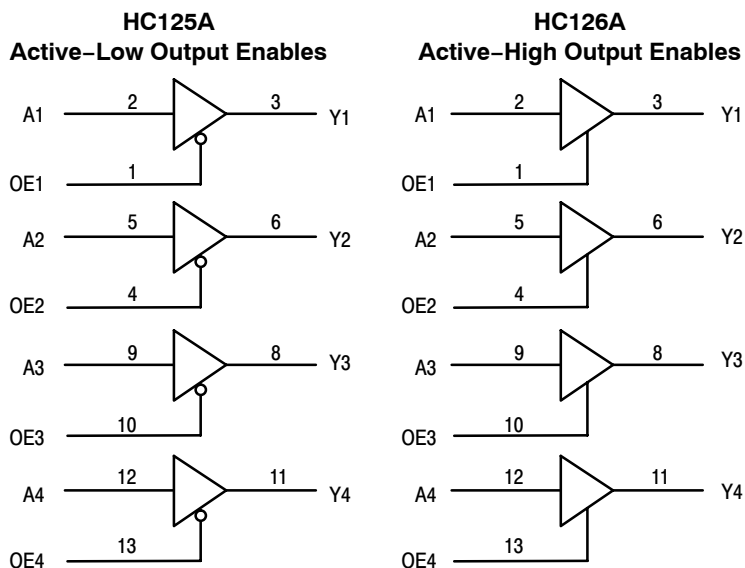 HC125A
Active−Low Output Enables
A1 2 3 Y1
OE1 1
A2 5 6 Y2
OE2 4
A3 9 8 Y3
OE3 10
A4 12 11 Y4
OE4 13
HC126A
Active−High Output Enables
A1 2 3 Y1
OE1 1
A2 5 6 Y2
OE2 4
A3 9 8 Y3
OE3 10
A4 12 11 Y4
OE4 13